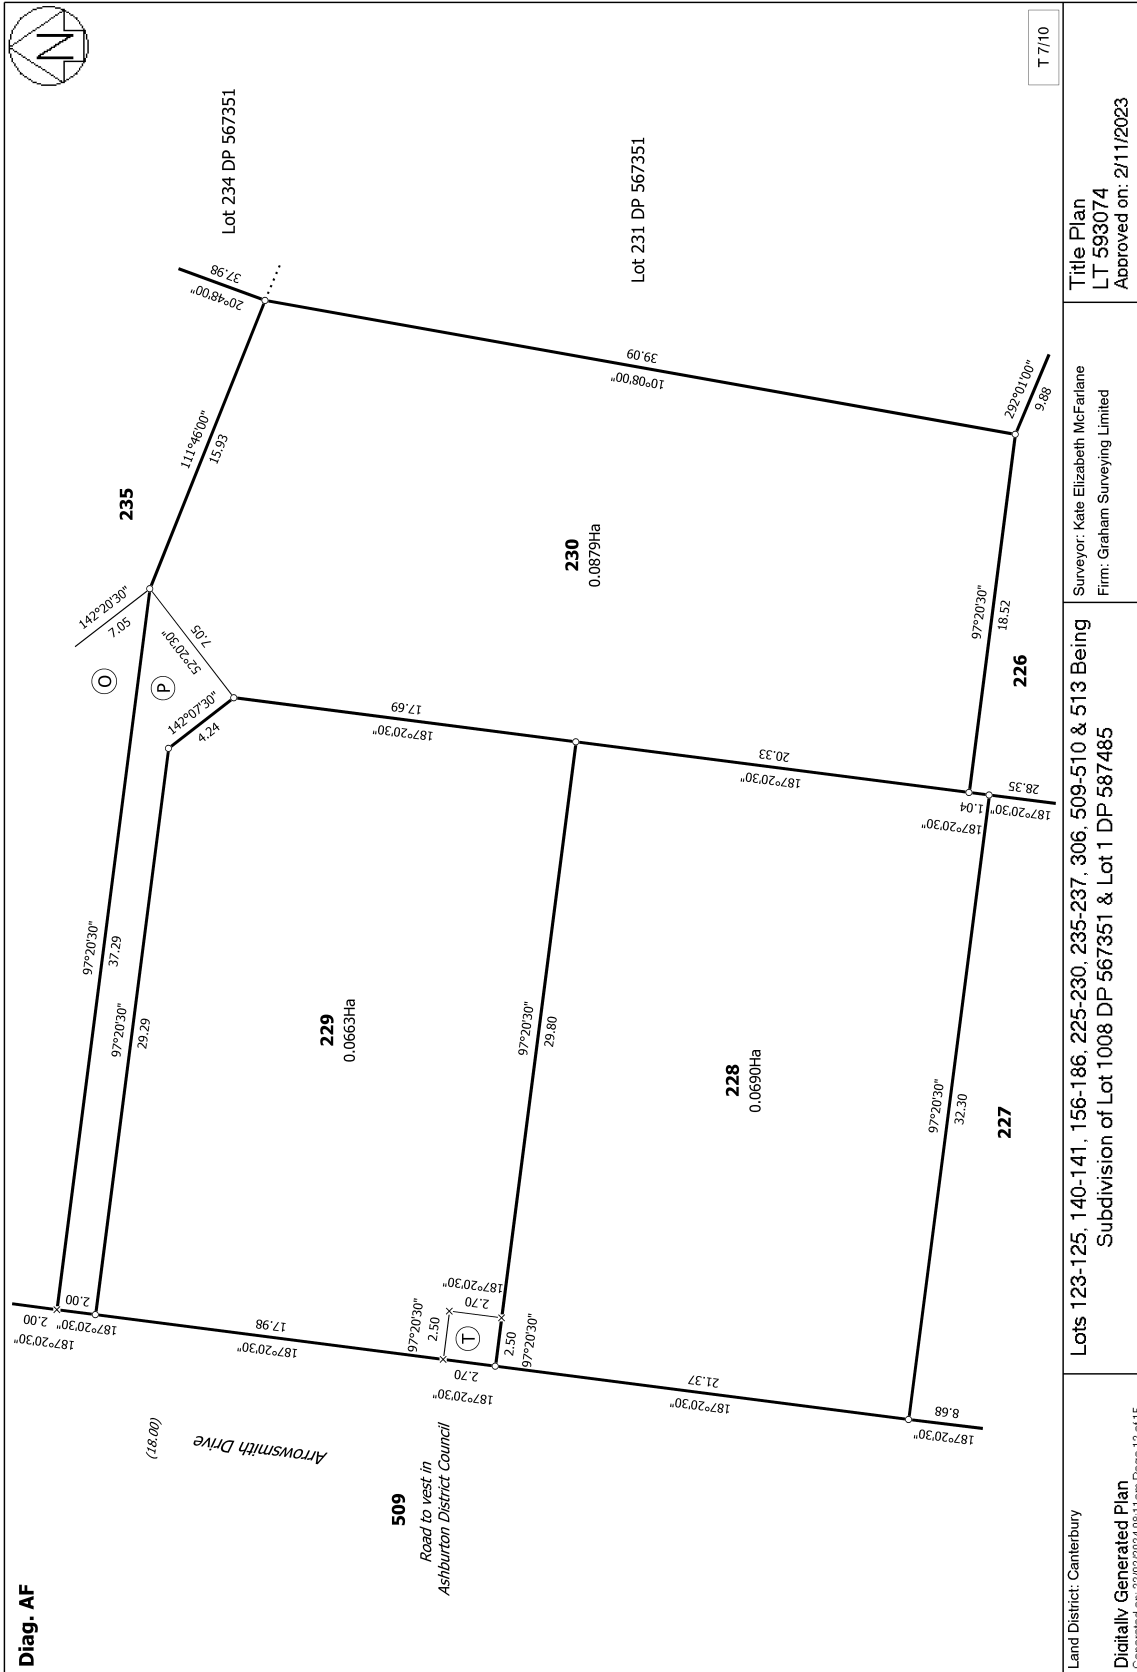 Diag. AF
N
T 7/10
Lot 234 DP 567351
Lot 231 DP 567351
37.98
20°48'00"
111°46'00"
15.93
235
39.09
10°08'00"
292°01'00"
9.88
142°20'30"
7.05
O
P
52°20'30"
7.05
142°07'30"
4.24
230
0.0879Ha
97°20'30"
18.52
226
17.69
187°20'30"
20.33
187°20'30"
1.04
187°20'30"
28.35
187°20'30"
97°20'30"
37.29
97°20'30"
29.29
229
0.0663Ha
97°20'30"
29.80
228
0.0690Ha
97°20'30"
32.30
227
2.00
187°20'30"
2.00
187°20'30"
17.98
187°20'30"
97°20'30"
2.50
T
2.70
187°20'30"
2.50
97°20'30"
2.70
187°20'30"
21.37
187°20'30"
8.68
187°20'30"
(18.00)
Arrowsmith Drive
509
Road to vest in
Ashburton District Council
Land District: Canterbury
Digitally Generated Plan
Lots 123-125, 140-141, 156-186, 225-230, 235-237, 306, 509-510 & 513 Being
Subdivision of Lot 1008 DP 567351 & Lot 1 DP 587485
Surveyor: Kate Elizabeth McFarlane
Firm: Graham Surveying Limited
Title Plan
LT 593074
Approved on: 2/11/2023